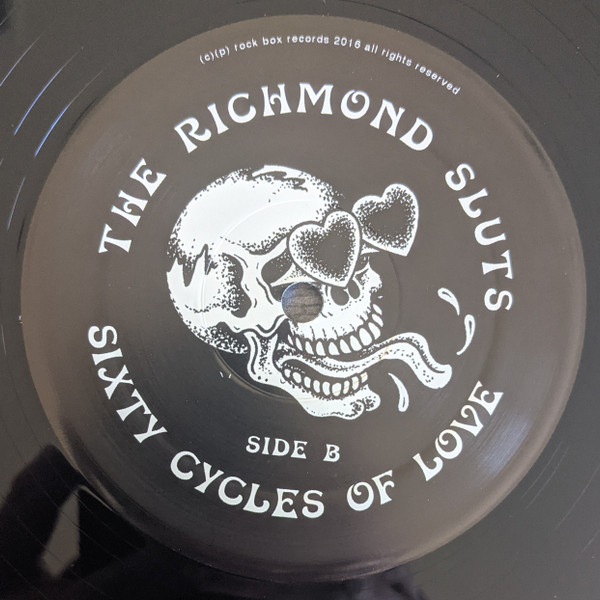 (c)(p) rock box records 2016 all rights reserved
THE RICHMOND SLUTS
SIDE B
SIXTY CYCLES OF LOVE